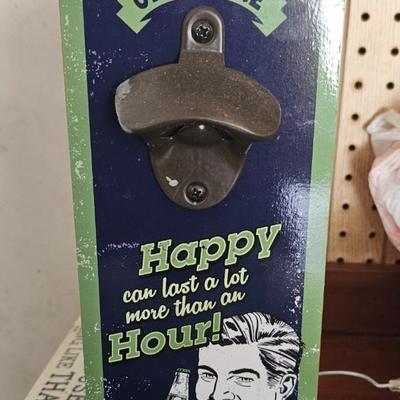 Happy
can last a lot
more than an
Hour!